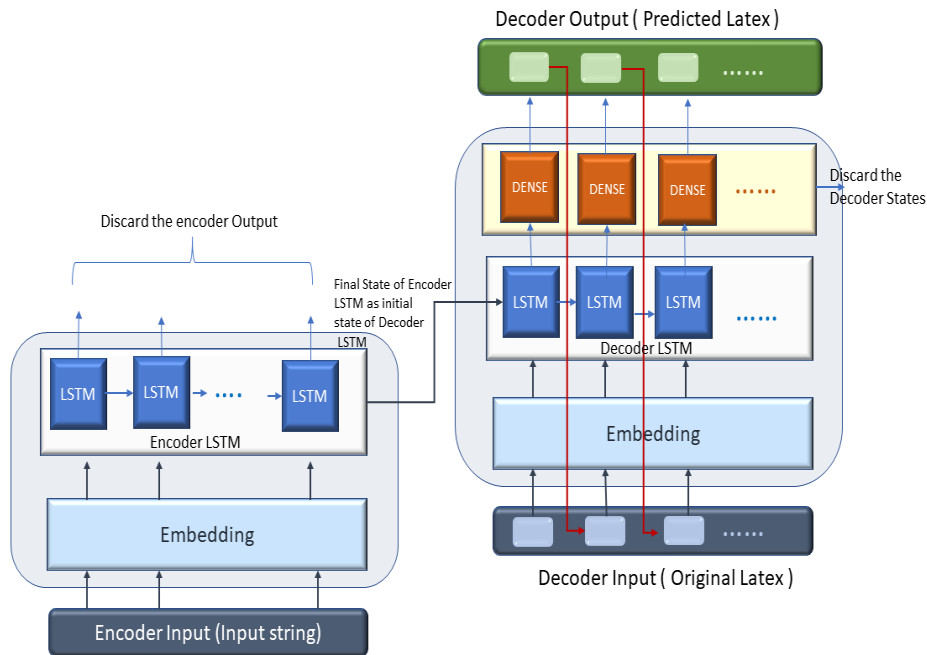 Decoder Output ( Predicted Latex )
......
DENSE
DENSE
DENSE
......
Discard the
Decoder States
Discard the encoder Output
Final State of Encoder
LSTM as initial
state of Decoder
LSTM
LSTM
LSTM
LSTM
......
Decoder LSTM
LSTM
LSTM
....
LSTM
Encoder LSTM
Embedding
Embedding
......
Decoder Input ( Original Latex )
Encoder Input (Input string)